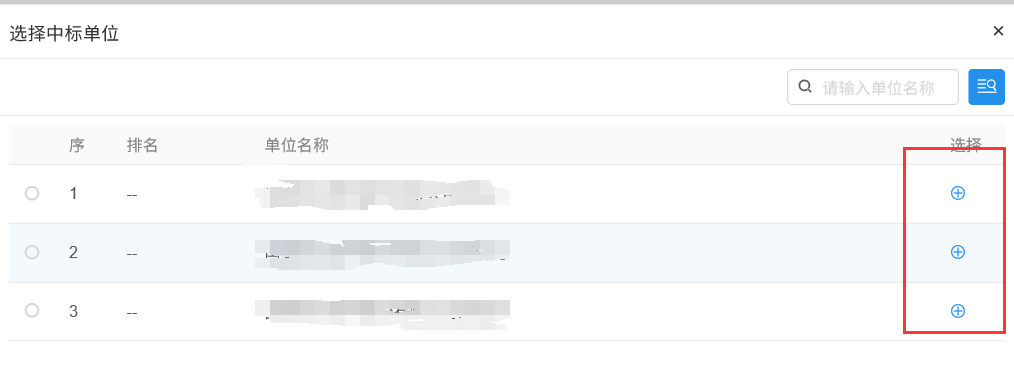 选择中标单位
请输入单位名称
序 排名 单位名称 选择
1 --
2 --
3 --